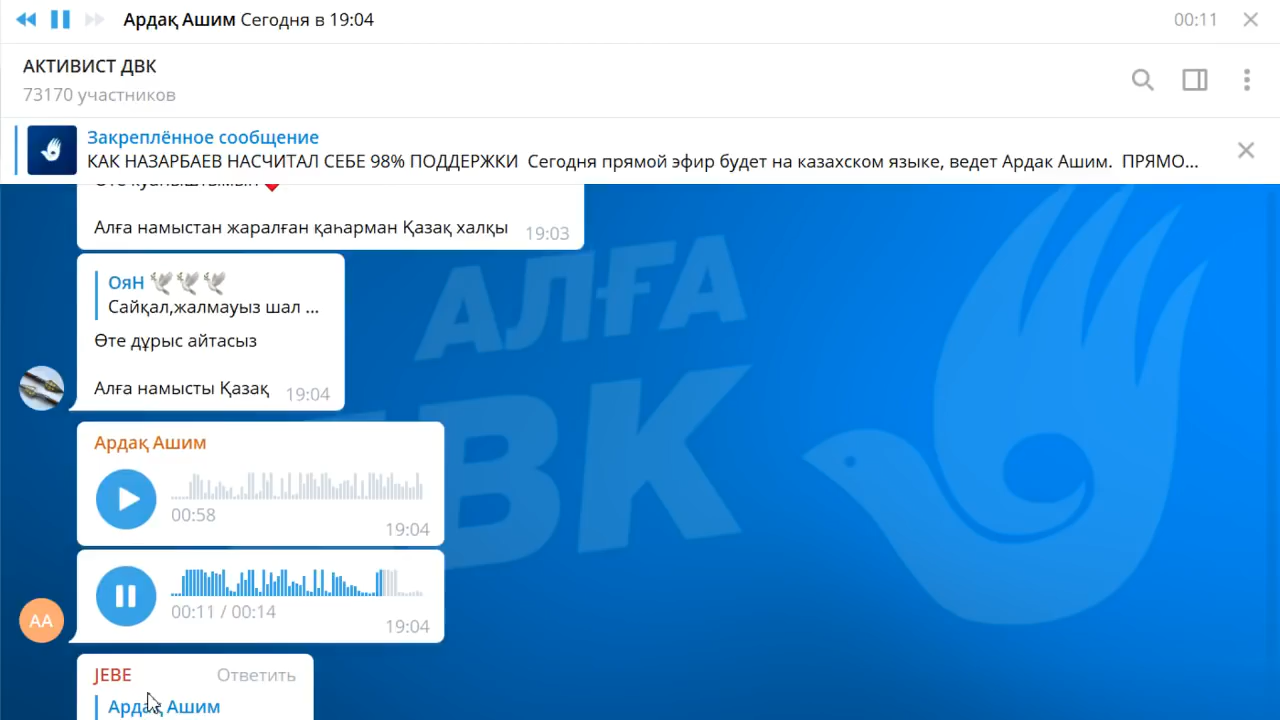 Ардақ Ашим Сегодня в 19:04
00:11
АКТИВИСТ ДВК
73170 участников
Закреплённое сообщение
КАК НАЗАРБАЕВ НАСЧИТАЛ СЕБЕ 98% ПОДДЕРЖКИ Сегодня прямой эфир будет на казахском языке, ведет Ардак Ашим. ПРЯМО...
Өте қуаныштымын
Алға намыстан жаралған қаһарман Қазақ халқы
19:03
ОяН
Сайқал,жалмауыз шал ...
Өте дұрыс айтасыз
Алға намысты Қазақ
19:04
АЛҒА
ДВК
Ардақ Ашим
00:58
19:04
00:11 / 00:14
19:04
АА
JEBE
Ответить
Ардақ Ашим